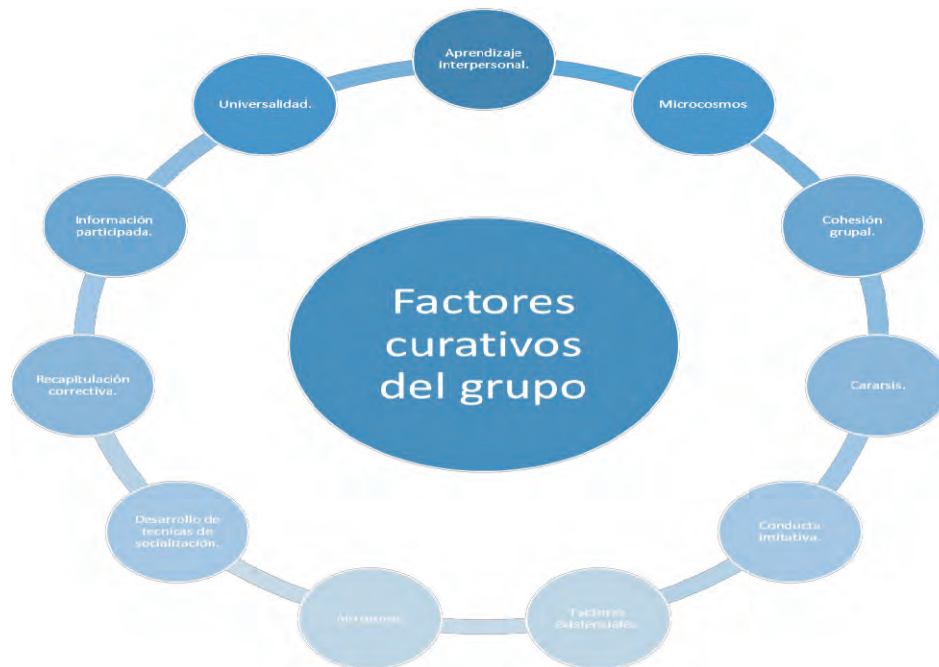 Aprendizaje
interpersonal.
Microcosmos
Cohesión
grupal.
Cararsis.
Conducta
imitativa.
Factores
existenciales.
Desarrollo de
tecnicas de
socialización.
Recapitulación
correctiva.
Información
participada.
Universalidad.
Factores
curativos
del grupo